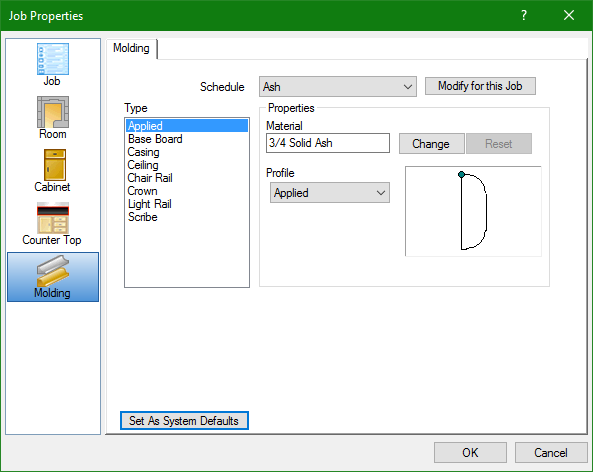 Job Properties
?
Job
Room
Cabinet
Counter Top
Molding
Molding
Schedule
Ash
Modify for this Job
Type
Applied
Base Board
Casing
Ceiling
Chair Rail
Crown
Light Rail
Scribe
Properties
Material
3/4 Solid Ash
Change
Reset
Profile
Applied
Set As System Defaults
OK
Cancel